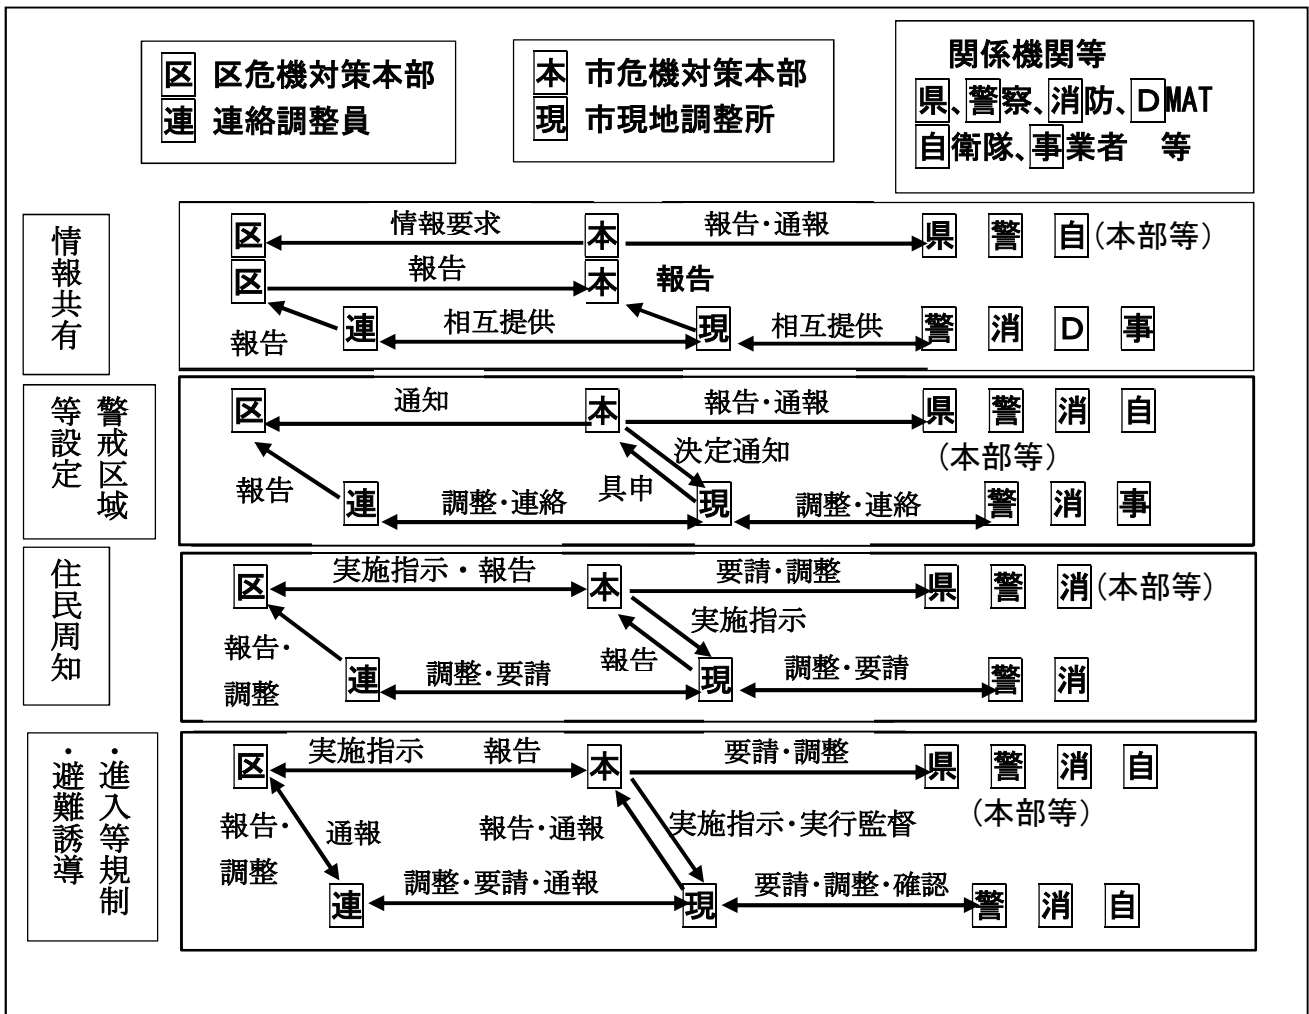 区 区危機対策本部
連 連絡調整員
本 市危機対策本部
現 市現地調整所
関係機関等
県、警察、消防、DMAT
自衛隊、事業者 等
情報共有
区 情報要求 本 報告・通報 県 警 自(本部等)
区 報告 本 報告
報告 連 相互提供 現 相互提供 警 消 D 事
警戒区域
等設定
区 通知 本 報告・通報 県 警 消 自
決定通知 (本部等)
報告 連 調整・連絡 具申 現 調整・連絡 警 消 事
住民周知
区 実施指示・報告 本 要請・調整 県 警 消(本部等)
実施指示
報告・
調整
連 調整・要請 報告 現 調整・要請 警 消
・進入等規制
・避難誘導
区 実施指示 報告 本 要請・調整 県 警 消 自
(本部等)
報告・
調整
通報 報告・通報 実施指示・実行監督
連 調整・要請・通報 現 要請・調整・確認 警 消 自